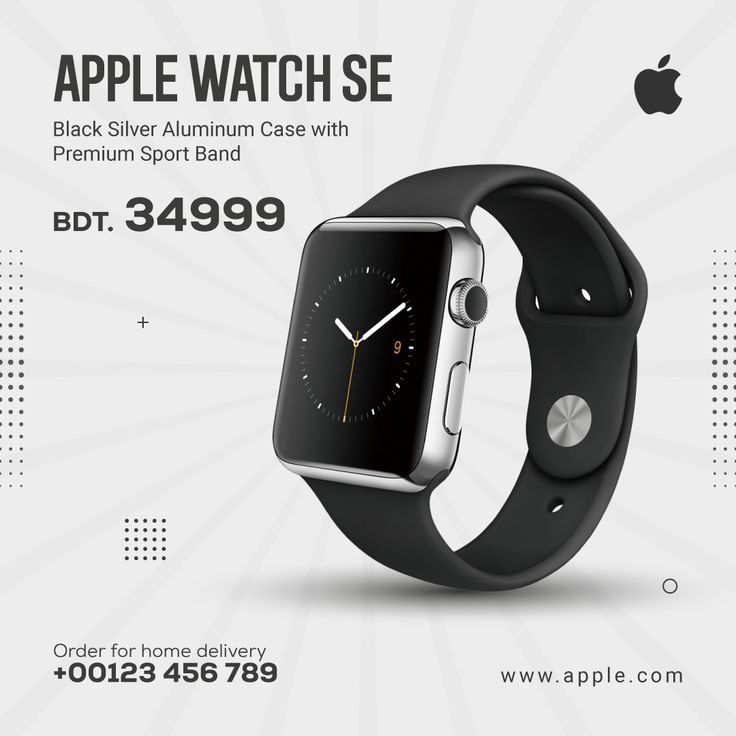 APPLE WATCH SE
Black Silver Aluminum Case with
Premium Sport Band
BDT. 34999
9
Order for home delivery
+00123 456 789
www.apple.com